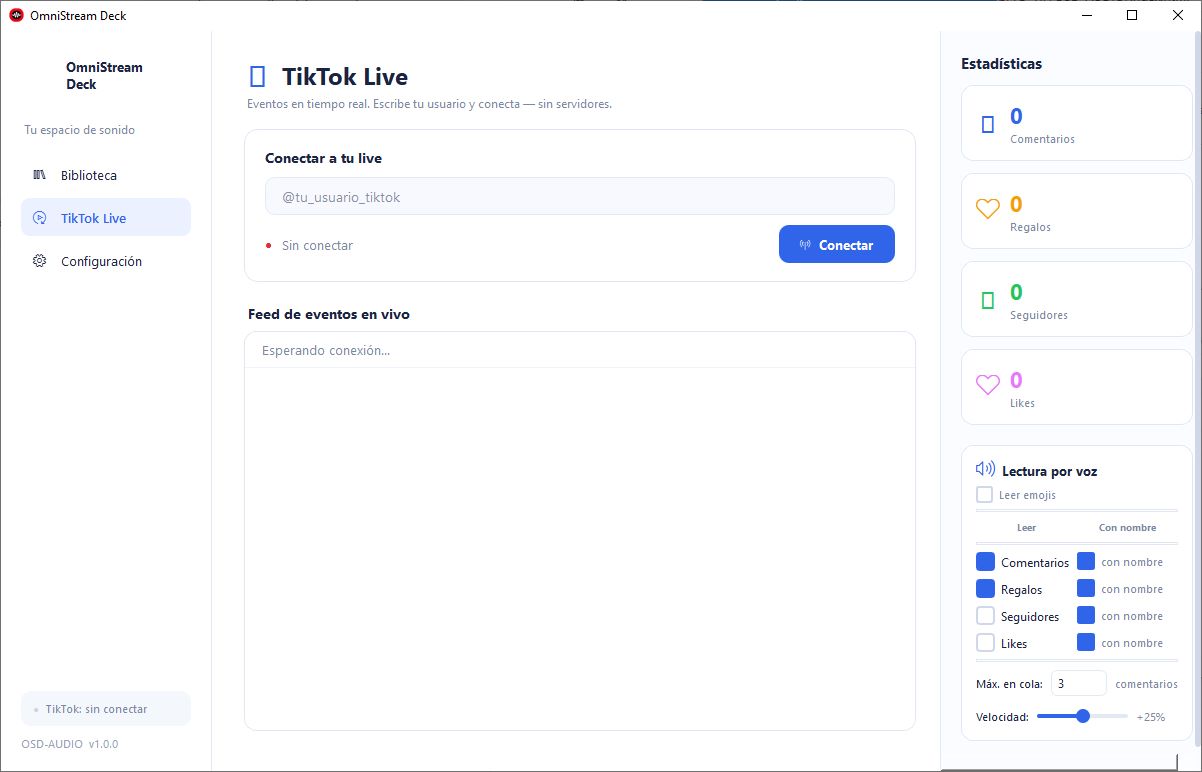 OmniStream Deck
OmniStream
Deck
Tu espacio de sonido
Biblioteca
TikTok Live
Configuración
TikTok: sin conectar
OSD-AUDIO v1.0.0
TikTok Live
Eventos en tiempo real. Escribe tu usuario y conecta — sin servidores.
Conectar a tu live
@tu_usuario_tiktok
Sin conectar
Conectar
Feed de eventos en vivo
Esperando conexión...
Estadísticas
0
Comentarios
0
Regalos
0
Seguidores
0
Likes
Lectura por voz
Leer emojis
Leer Con nombre
Comentarios con nombre
Regalos con nombre
Seguidores con nombre
Likes con nombre
Máx. en cola: 3 comentarios
Velocidad: +25%